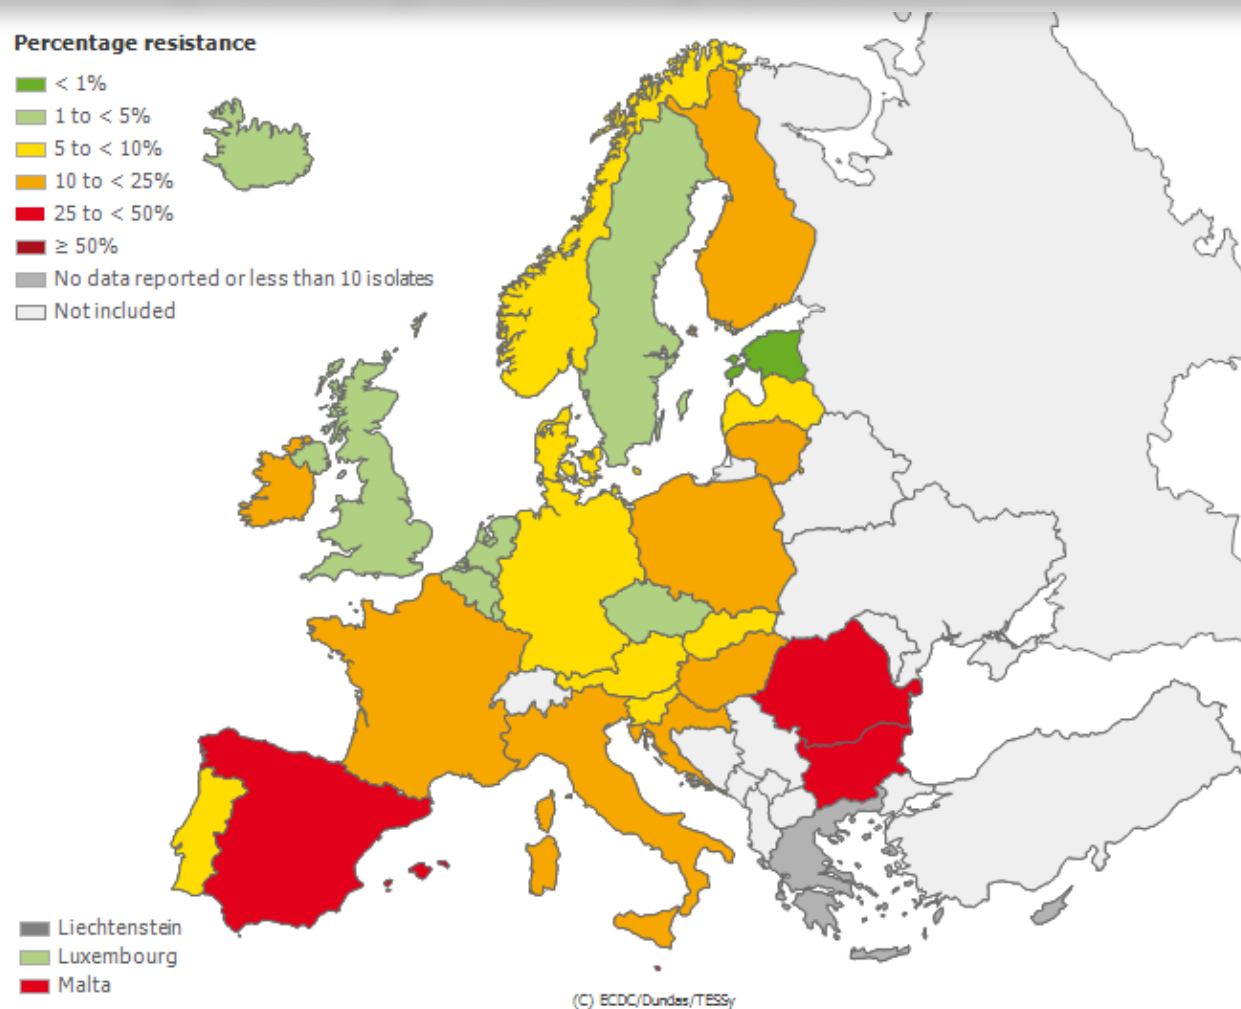 Percentage resistance
< 1%
1 to < 5%
5 to < 10%
10 to < 25%
25 to < 50%
≥ 50%
No data reported or less than 10 isolates
Not included
Liechtenstein
Luxembourg
Malta
(C) ECDC/Dundas/TESSy